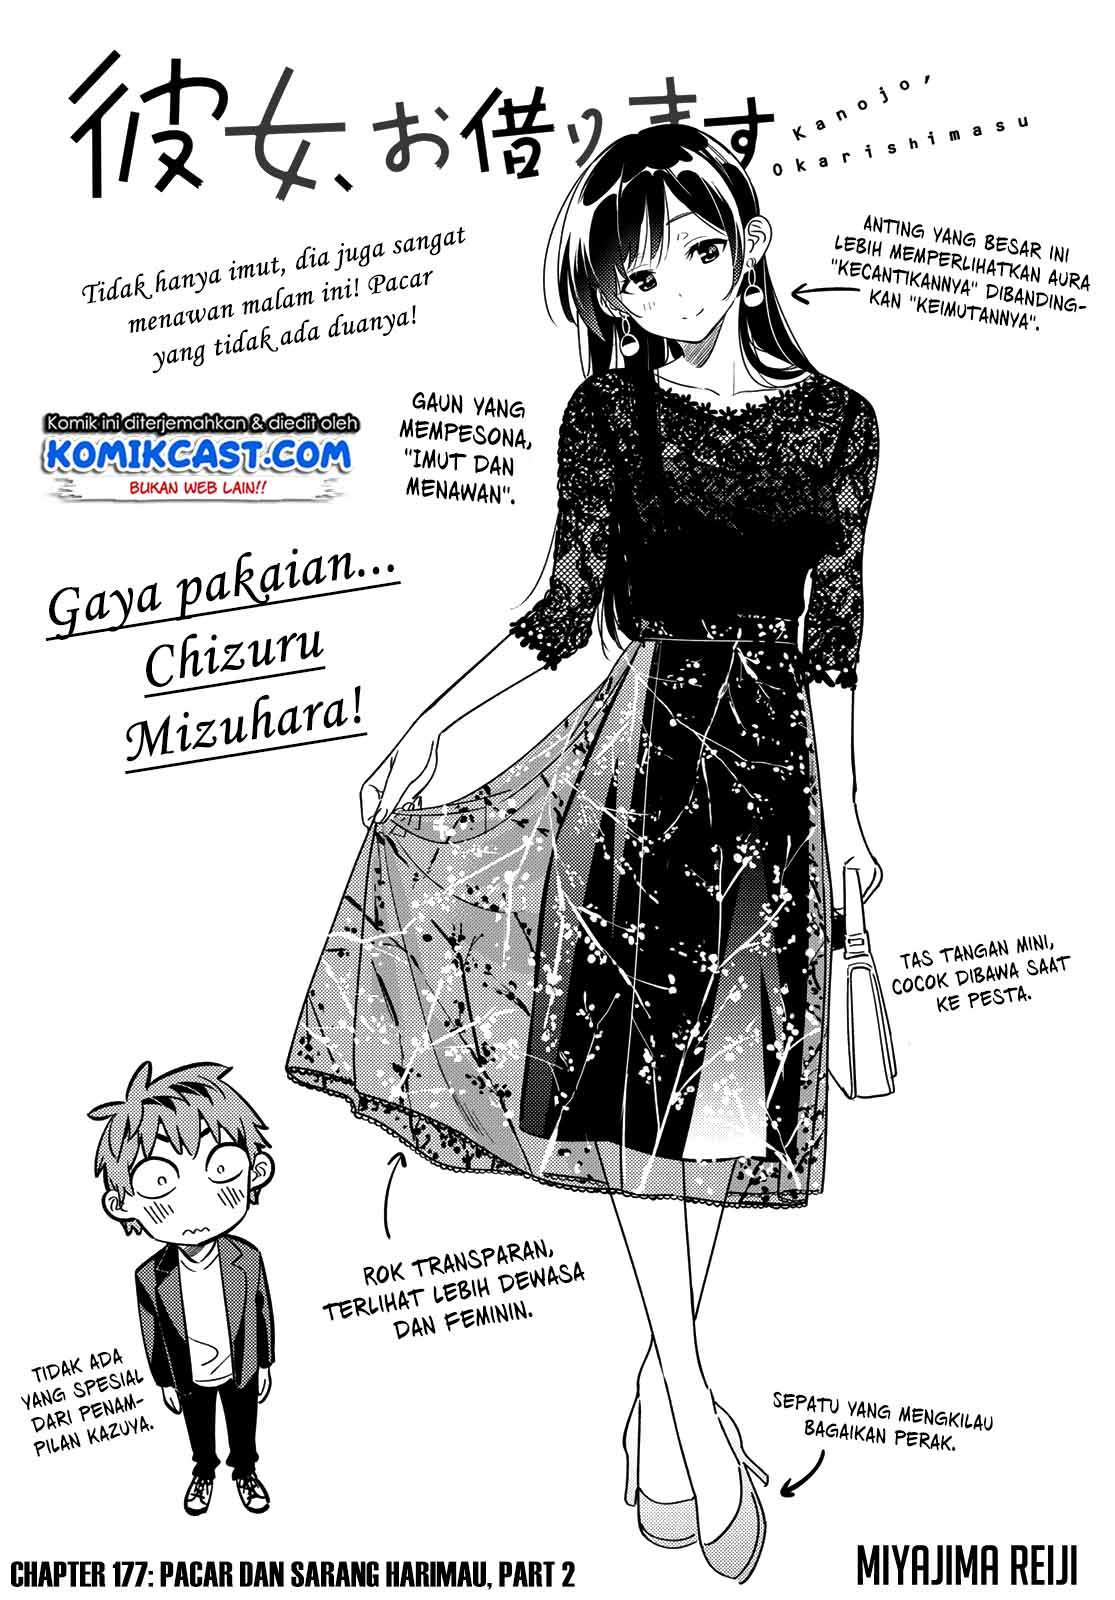 彼女、お借ります
Kanojo,
Okarishimasu
Tidak hanya imut, dia juga sangat
menawan malam ini! Pacar
yang tidak ada duanya!
ANTING YANG BESAR INI
LEBIH MEMPERLIHATKAN AURA
"KECANTIKANNYA" DIBANDING-
KAN "KEIMUTANNYA".
GAUN YANG
MEMPESONA,
"IMUT DAN
MENAWAN".
Komik ini diterjemahkan & diedit oleh
KOMIKCAST.COM
BUKAN WEB LAIN!!
Gaya pakaian...
Chizuru
Mizuhara!
TAS TANGAN MINI,
COCOK DIBAWA SAAT
KE PESTA.
ROK TRANSPARAN,
TERLIHAT LEBIH DEWASA
DAN FEMININ.
TIDAK ADA
YANG SPESIAL
DARI PENAM-
PILAN KAZUYA.
SEPATU YANG MENGKILAU
BAGAIKAN PERAK.
CHAPTER 177: PACAR DAN SARANG HARIMAU, PART 2
MIYAJIMA REIJI